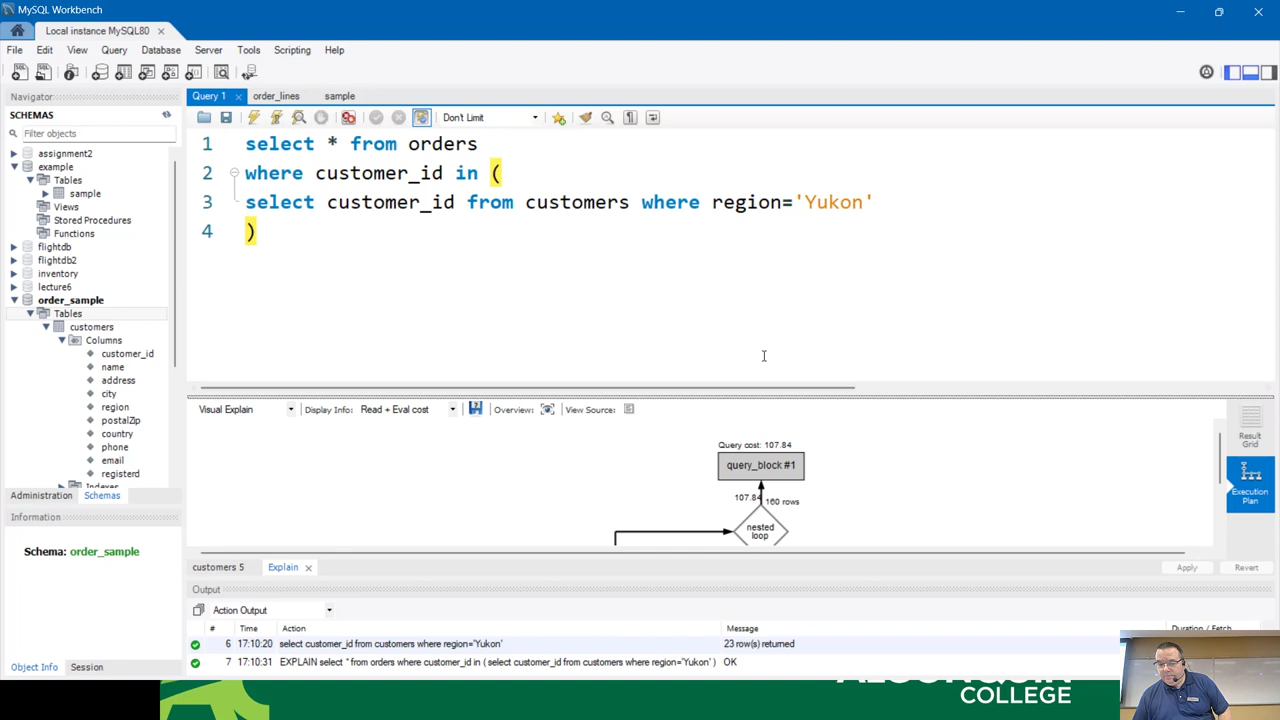 MySQL Workbench
Local instance MySQL80
File Edit View Query Database Server Tools Scripting Help
Navigator
SCHEMAS
Filter objects
assignment2
example
Tables
sample
Views
Stored Procedures
Functions
flightdb
flightdb2
inventory
lecture6
order_sample
Tables
customers
Columns
customer_id
name
address
city
region
postalZip
country
phone
email
registerd
Indexes
Administration Schemas
Information
Schema: order_sample
Object Info Session
Query 1 order_lines sample
Don't Limit
1 select * from orders
2 where customer_id in (
3 select customer_id from customers where region='Yukon'
4 )
Visual Explain Display Info: Read + Eval cost Overview: View Source:
Query cost: 107.84
query_block #1
107.84 160 rows
nested
loop
Result
Grid
Execution
Plan
customers 5 Explain Apply Revert
Output
Action Output
# Time Action Message Duration / Fetch
6 17:10:20 select customer_id from customers where region='Yukon' 23 row(s) returned
7 17:10:31 EXPLAIN select * from orders where customer_id in ( select customer_id from customers where region='Yukon' ) OK
ALGONQUIN
COLLEGE